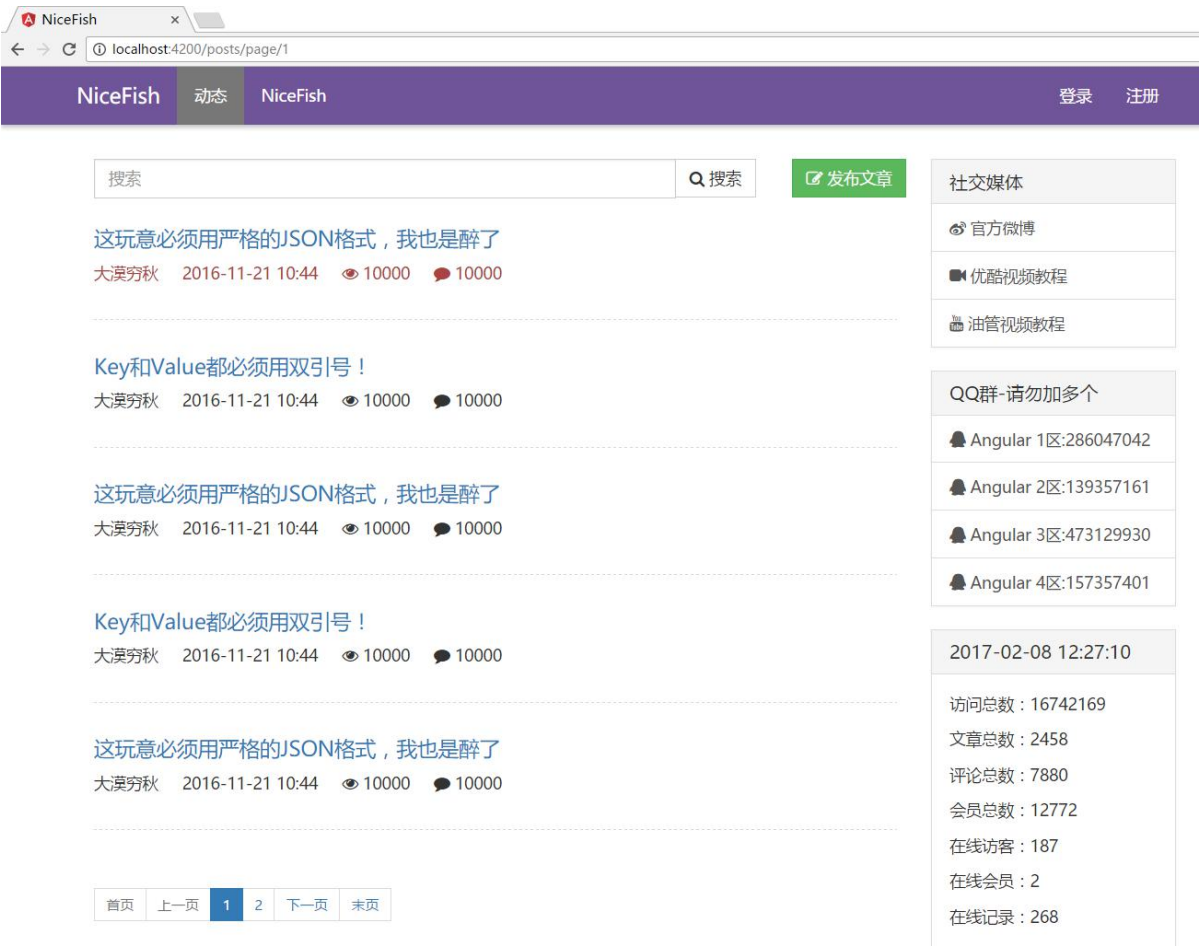 NiceFish
localhost:4200/posts/page/1
NiceFish 动态 NiceFish 登录 注册
搜索 搜索 发布文章
这玩意必须用严格的JSON格式，我也是醉了
大漠穷秋 2016-11-21 10:44 10000 10000
Key和Value都必须用双引号！
大漠穷秋 2016-11-21 10:44 10000 10000
这玩意必须用严格的JSON格式，我也是醉了
大漠穷秋 2016-11-21 10:44 10000 10000
Key和Value都必须用双引号！
大漠穷秋 2016-11-21 10:44 10000 10000
这玩意必须用严格的JSON格式，我也是醉了
大漠穷秋 2016-11-21 10:44 10000 10000
首页 上一页 1 2 下一页 末页
社交媒体
官方微博
优酷视频教程
You Tube 油管视频教程
QQ群-请勿加多个
Angular 1区:286047042
Angular 2区:139357161
Angular 3区:473129930
Angular 4区:157357401
2017-02-08 12:27:10
访问总数：16742169
文章总数：2458
评论总数：7880
会员总数：12772
在线访客：187
在线会员：2
在线记录：268